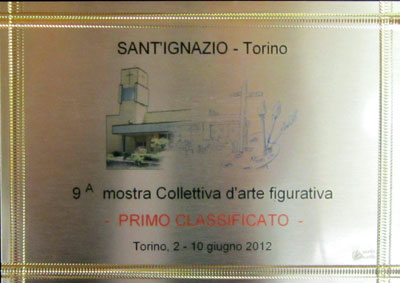 SANT'IGNAZIO - Torino
9 A mostra Collettiva d'arte figurativa
- PRIMO CLASSIFICATO -
Torino, 2 - 10 giugno 2012